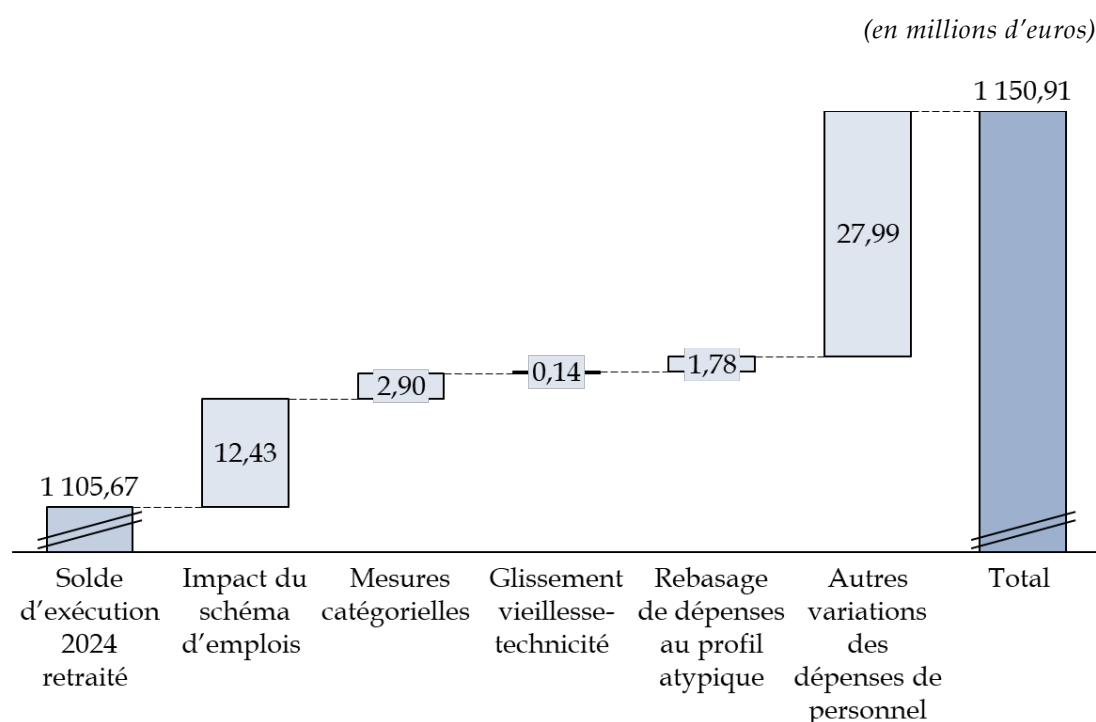 (en millions d’euros)
1 150,91
27,99
1,78
0,14
2,90
12,43
1 105,67
Solde
d’exécution
2024
retraité
Impact du
schéma
d’emplois
Mesures
catégorielles
Glissement
vieillesse-
technicité
Rebasage
de dépenses
au profil
atypique
Autres
variations
des
dépenses de
personnel
Total